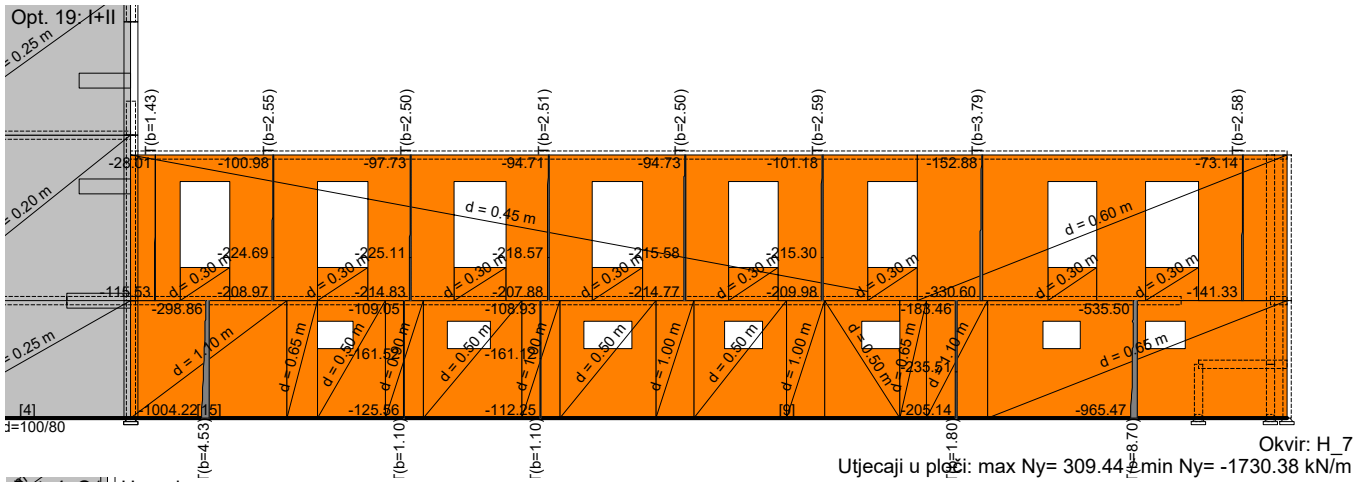 Opt. 19: I+II
d = 0.25 m
d = 0.20 m
d = 0.25 m
T(b=1.43)
T(b=2.55)
T(b=2.50)
T(b=2.51)
T(b=2.50)
T(b=2.59)
T(b=3.79)
T(b=2.58)
-28.01 -100.98 -97.73 -94.71 -94.73 -101.18 -152.88 -73.14
d = 0.45 m
d = 0.60 m
-224.69 -225.11 -218.57 -215.58 -215.30
d = 0.30 m d = 0.30 m d = 0.30 m d = 0.30 m d = 0.30 m d = 0.30 m d = 0.30 m d = 0.30 m
-115.53 -208.97 -214.83 -207.88 -214.77 -209.98 -330.60 -141.33
-298.86 -109.05 -108.93 -183.46 -535.50
d = 1.10 m d = 0.65 m d = 0.50 m d = 0.50 m d = 1.00 m d = 0.50 m d = 1.00 m d = 1.00 m d = 0.50 m d = 0.65 m d = 1.10 m d = 0.65 m
-161.52 -161.12 -235.51
[4] -1004.22 [15] -125.56 -112.25 [9] -205.14 -965.47
d=100/80
T(b=4.53)
T(b=1.10)
T(b=1.10)
T(b=1.80)
T(b=8.70)
Okvir: H_7
Utjecaji u ploči: max Ny= 309.44 / min Ny= -1730.38 kN/m